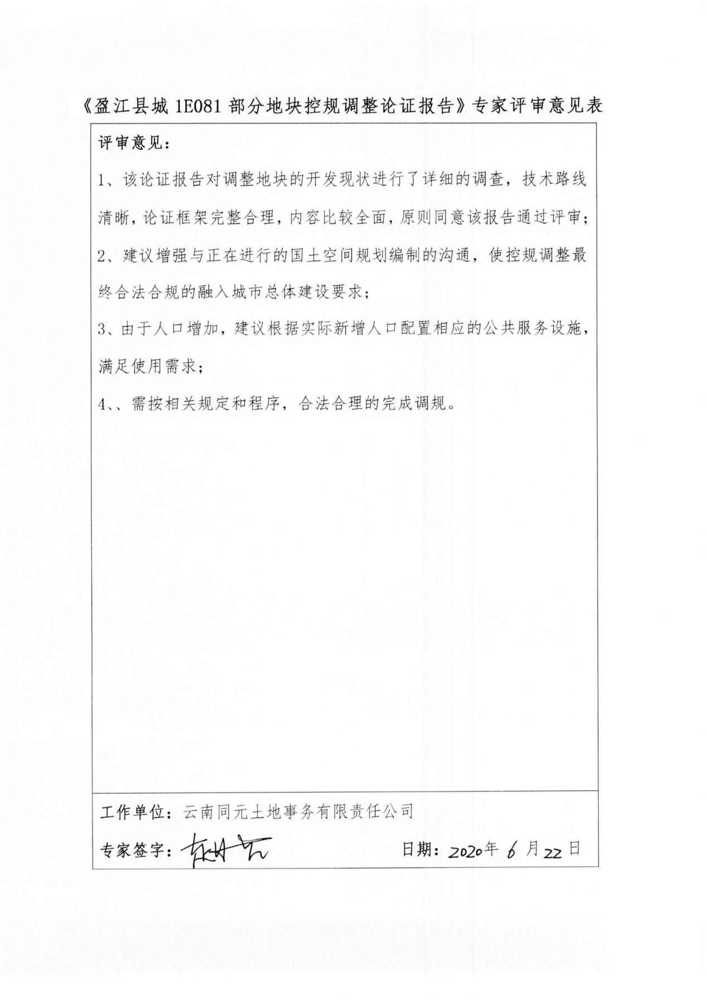 《盈江县城 1E081 部分地块控规调整论证报告》专家评审意见表
评审意见：
1、该论证报告对调整地块的开发现状进行了详细的调查，技术路线
清晰，论证框架完整合理，内容比较全面，原则同意该报告通过评审；
2、建议增强与正在进行的国土空间规划编制的沟通，使控规调整最
终合法合规的融入城市总体建设要求；
3、由于人口增加，建议根据实际新增人口配置相应的公共服务设施，
满足使用需求；
4、、需按相关规定和程序，合法合理的完成调规。
工作单位：云南同元土地事务有限责任公司
专家签字： 日期：2020年 6 月 22 日